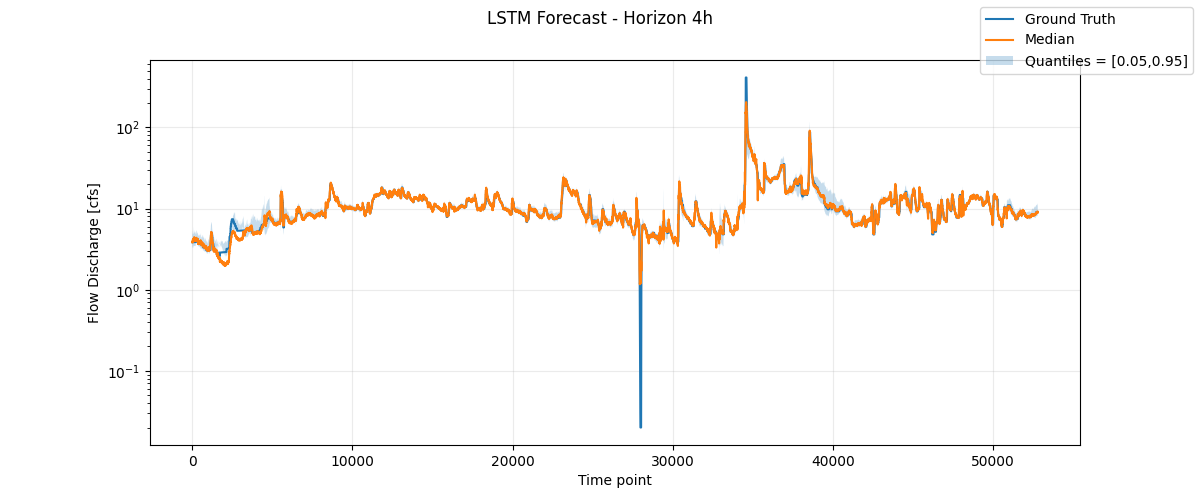 LSTM Forecast - Horizon 4h
Ground Truth
Median
Quantiles = [0.05,0.95]
Flow Discharge [cfs]
10²
10¹
10⁰
10⁻¹
0 10000 20000 30000 40000 50000
Time point